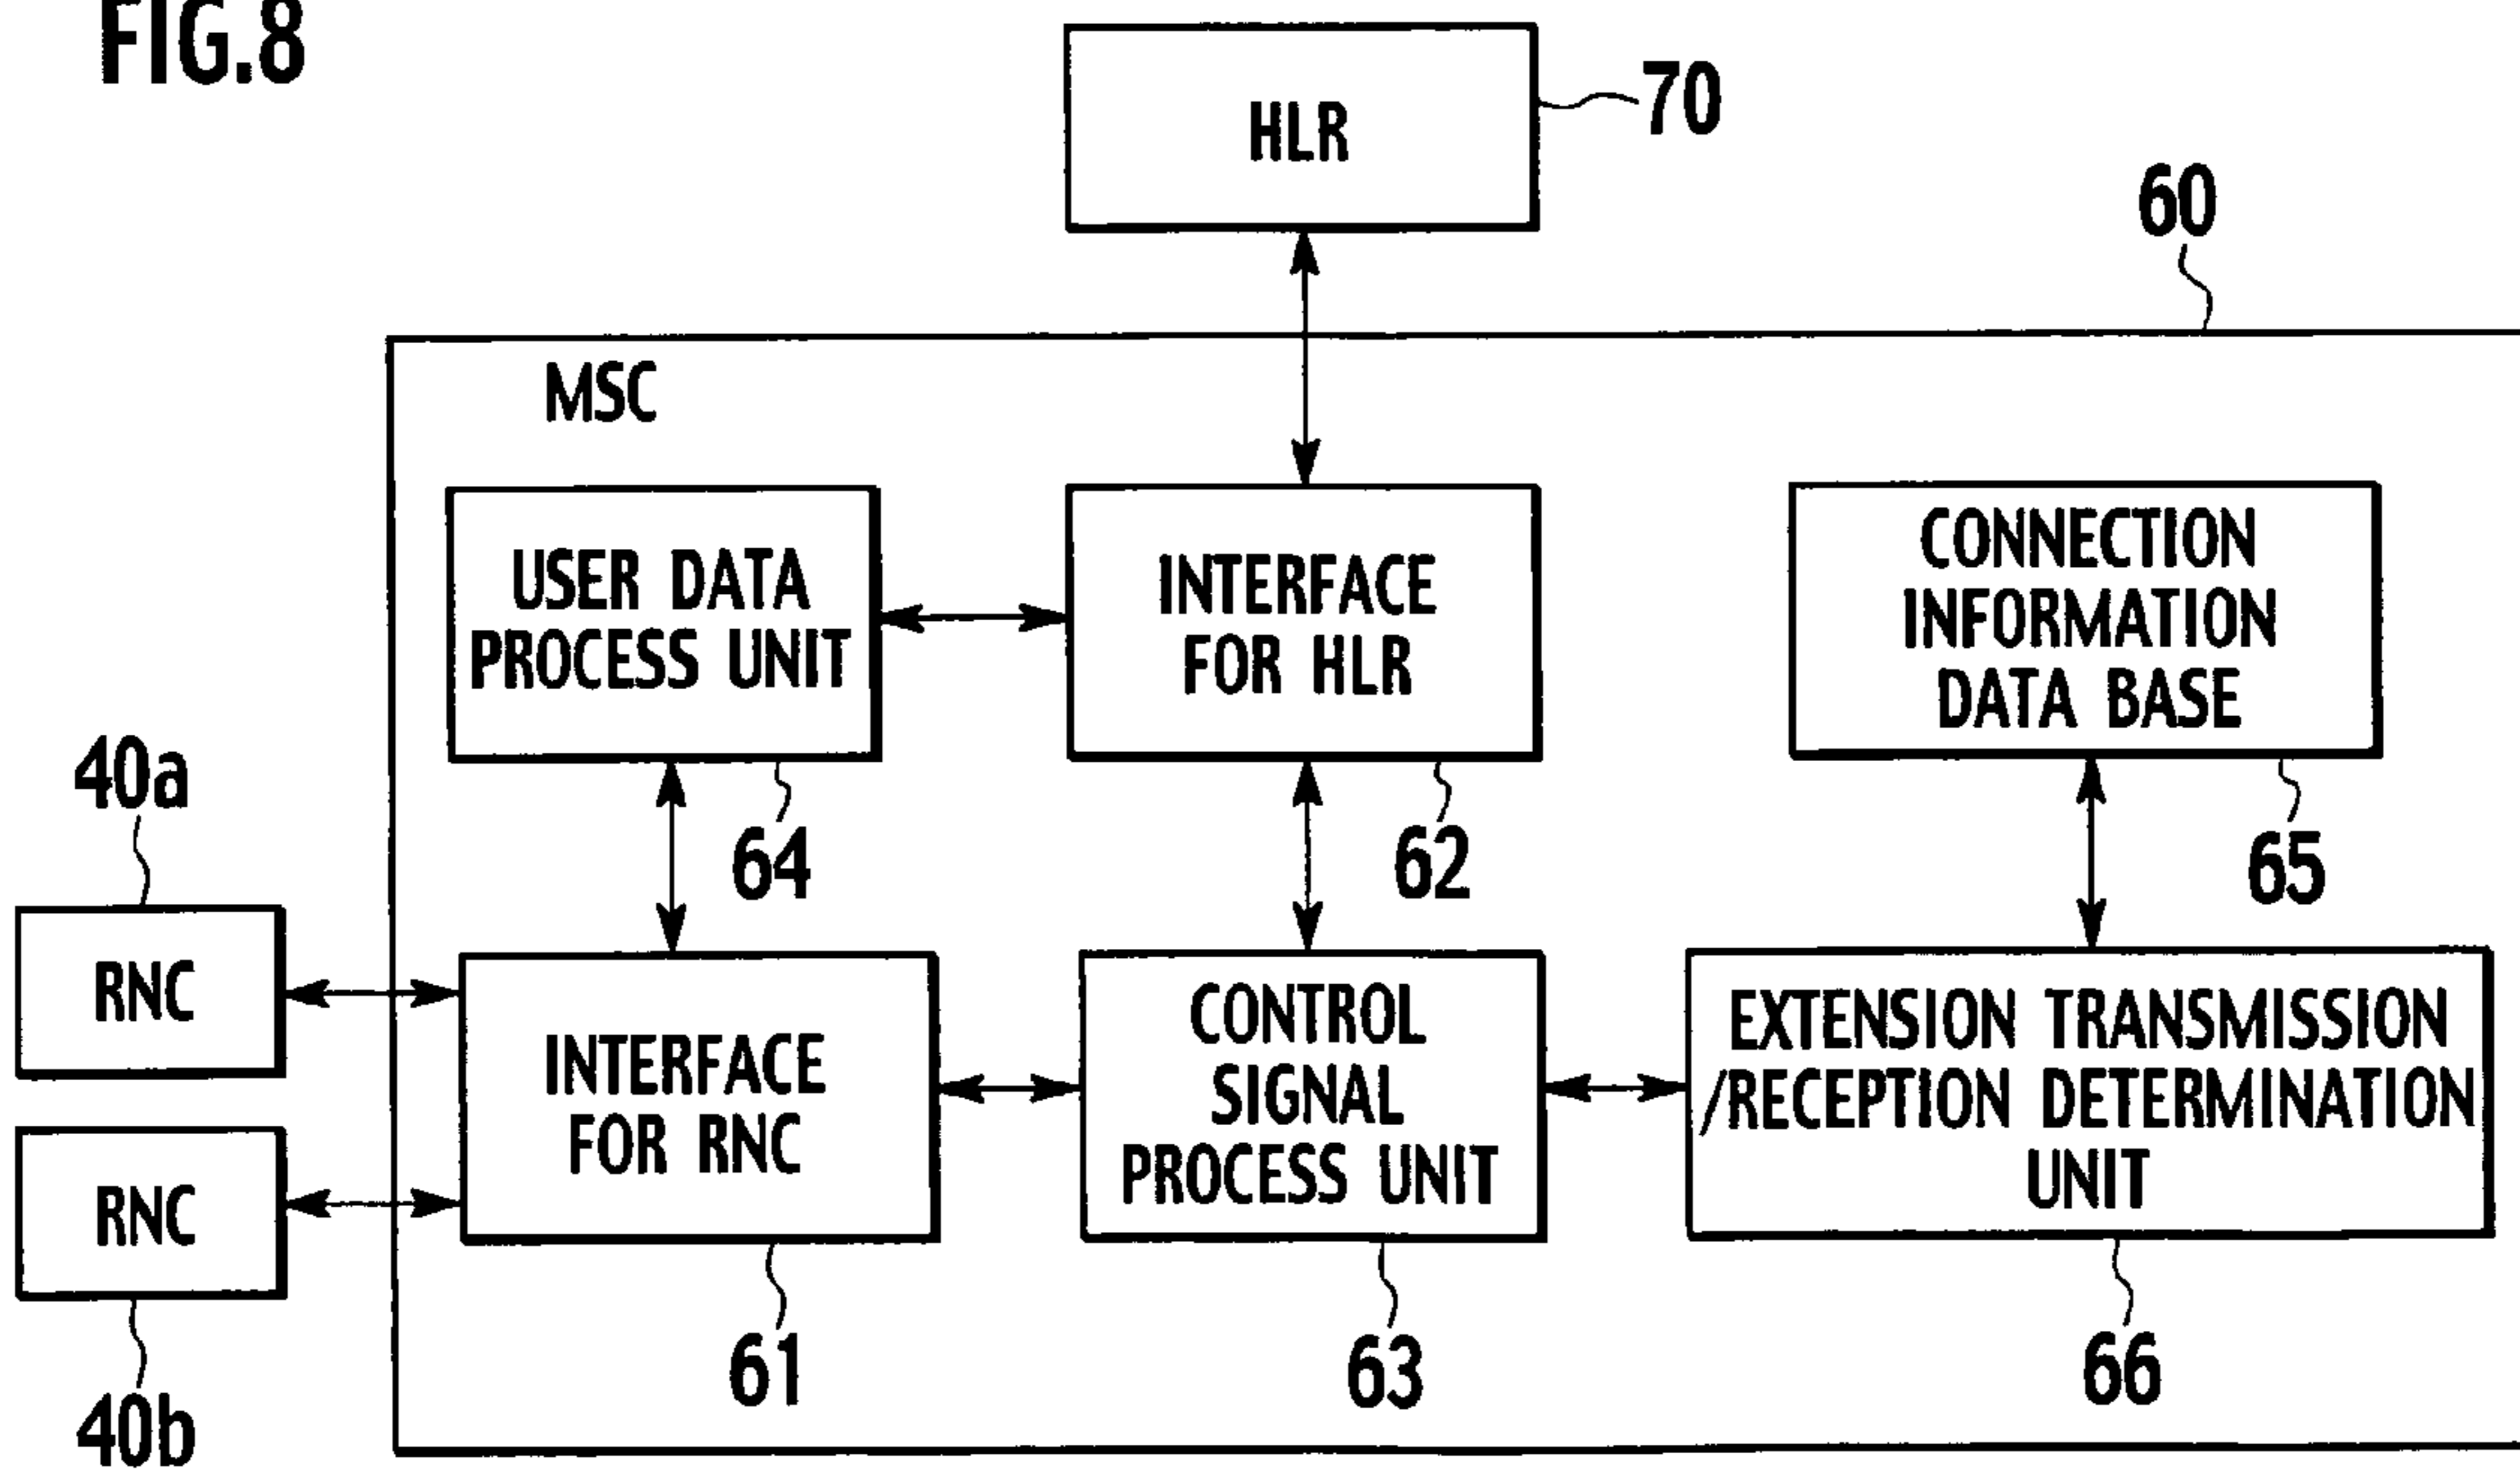 FIG.8
HLR
70
60
MSC
USER DATA
PROCESS UNIT
INTERFACE
FOR HLR
CONNECTION
INFORMATION
DATA BASE
40a
64
62
65
RNC
INTERFACE
FOR RNC
CONTROL
SIGNAL
PROCESS UNIT
EXTENSION TRANSMISSION
/RECEPTION DETERMINATION
UNIT
RNC
61
63
66
40b